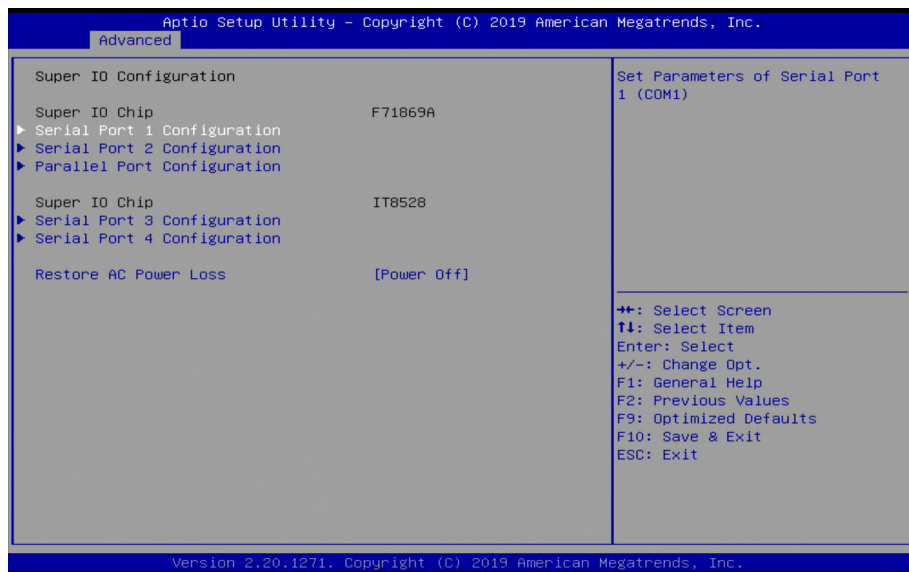 Aptio Setup Utility – Copyright (C) 2019 American Megatrends, Inc.
Advanced
Super IO Configuration
Super IO Chip F71869A
▶ Serial Port 1 Configuration
▶ Serial Port 2 Configuration
▶ Parallel Port Configuration
Super IO Chip IT8528
▶ Serial Port 3 Configuration
▶ Serial Port 4 Configuration
Restore AC Power Loss [Power Off]
Set Parameters of Serial Port
1 (COM1)
→←: Select Screen
↑↓: Select Item
Enter: Select
+/-: Change Opt.
F1: General Help
F2: Previous Values
F9: Optimized Defaults
F10: Save & Exit
ESC: Exit
Version 2.20.1271. Copyright (C) 2019 American Megatrends, Inc.